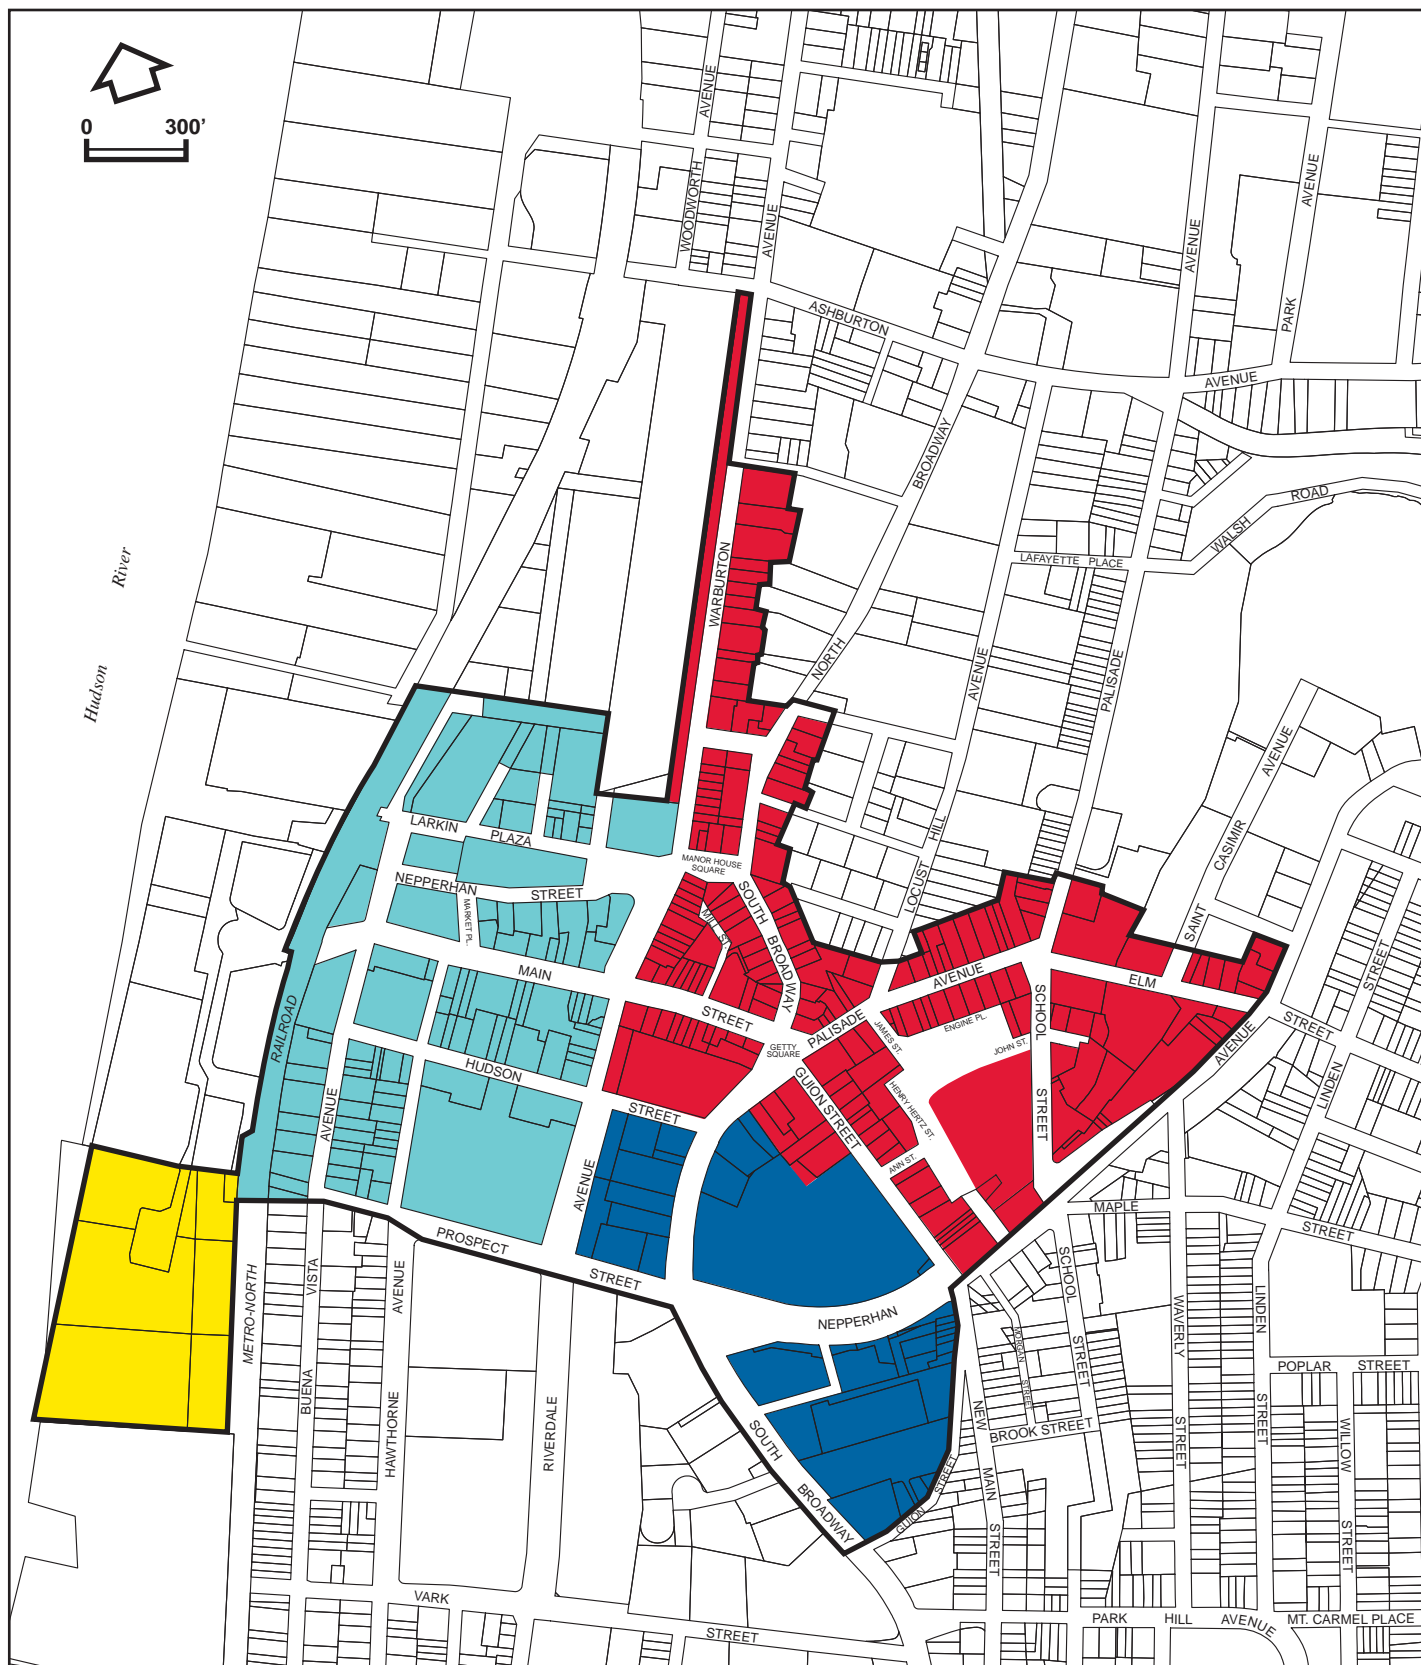 0 300'
AVENUE
WOODWORTH
AVENUE
AVENUE
AVENUE
PARK
ASHBURTON
AVENUE
BROADWAY
NORTH
ROAD
WALSH
LAFAYETTE PLACE
River
Hudson
WARBURTON
AVENUE
PALISADE
HILL
LOCUST
AVENUE
CASIMIR
SAINT
LARKIN
PLAZA
MANOR HOUSE
SQUARE
NEPPERHAN
STREET
MARKET PL.
MILL ST.
SOUTH
BROADWAY
MAIN
STREET
AVENUE
PALISADE
ELM
STREET
STREET
LINDEN
AVENUE
RAILROAD
AVENUE
HUDSON
STREET
GETTY
SQUARE
JAMES ST.
ENGINE PL.
JOHN ST.
SCHOOL
STREET
GUION STREET
HENRY HERTZ ST.
ANN ST.
AVENUE
PROSPECT
STREET
MAPLE
STREET
METRO-NORTH
BUENA
VISTA
HAWTHORNE
AVENUE
RIVERDALE
NEPPERHAN
SOUTH
BROADWAY
GUION
STREET
NEW
MAIN
STREET
MORGAN
STREET
SCHOOL
STREET
BROOK STREET
WAVERLY
STREET
LINDEN
STREET
POPLAR
STREET
WILLOW
STREET
VARK
STREET
PARK
HILL
AVENUE
MT. CARMEL PLACE